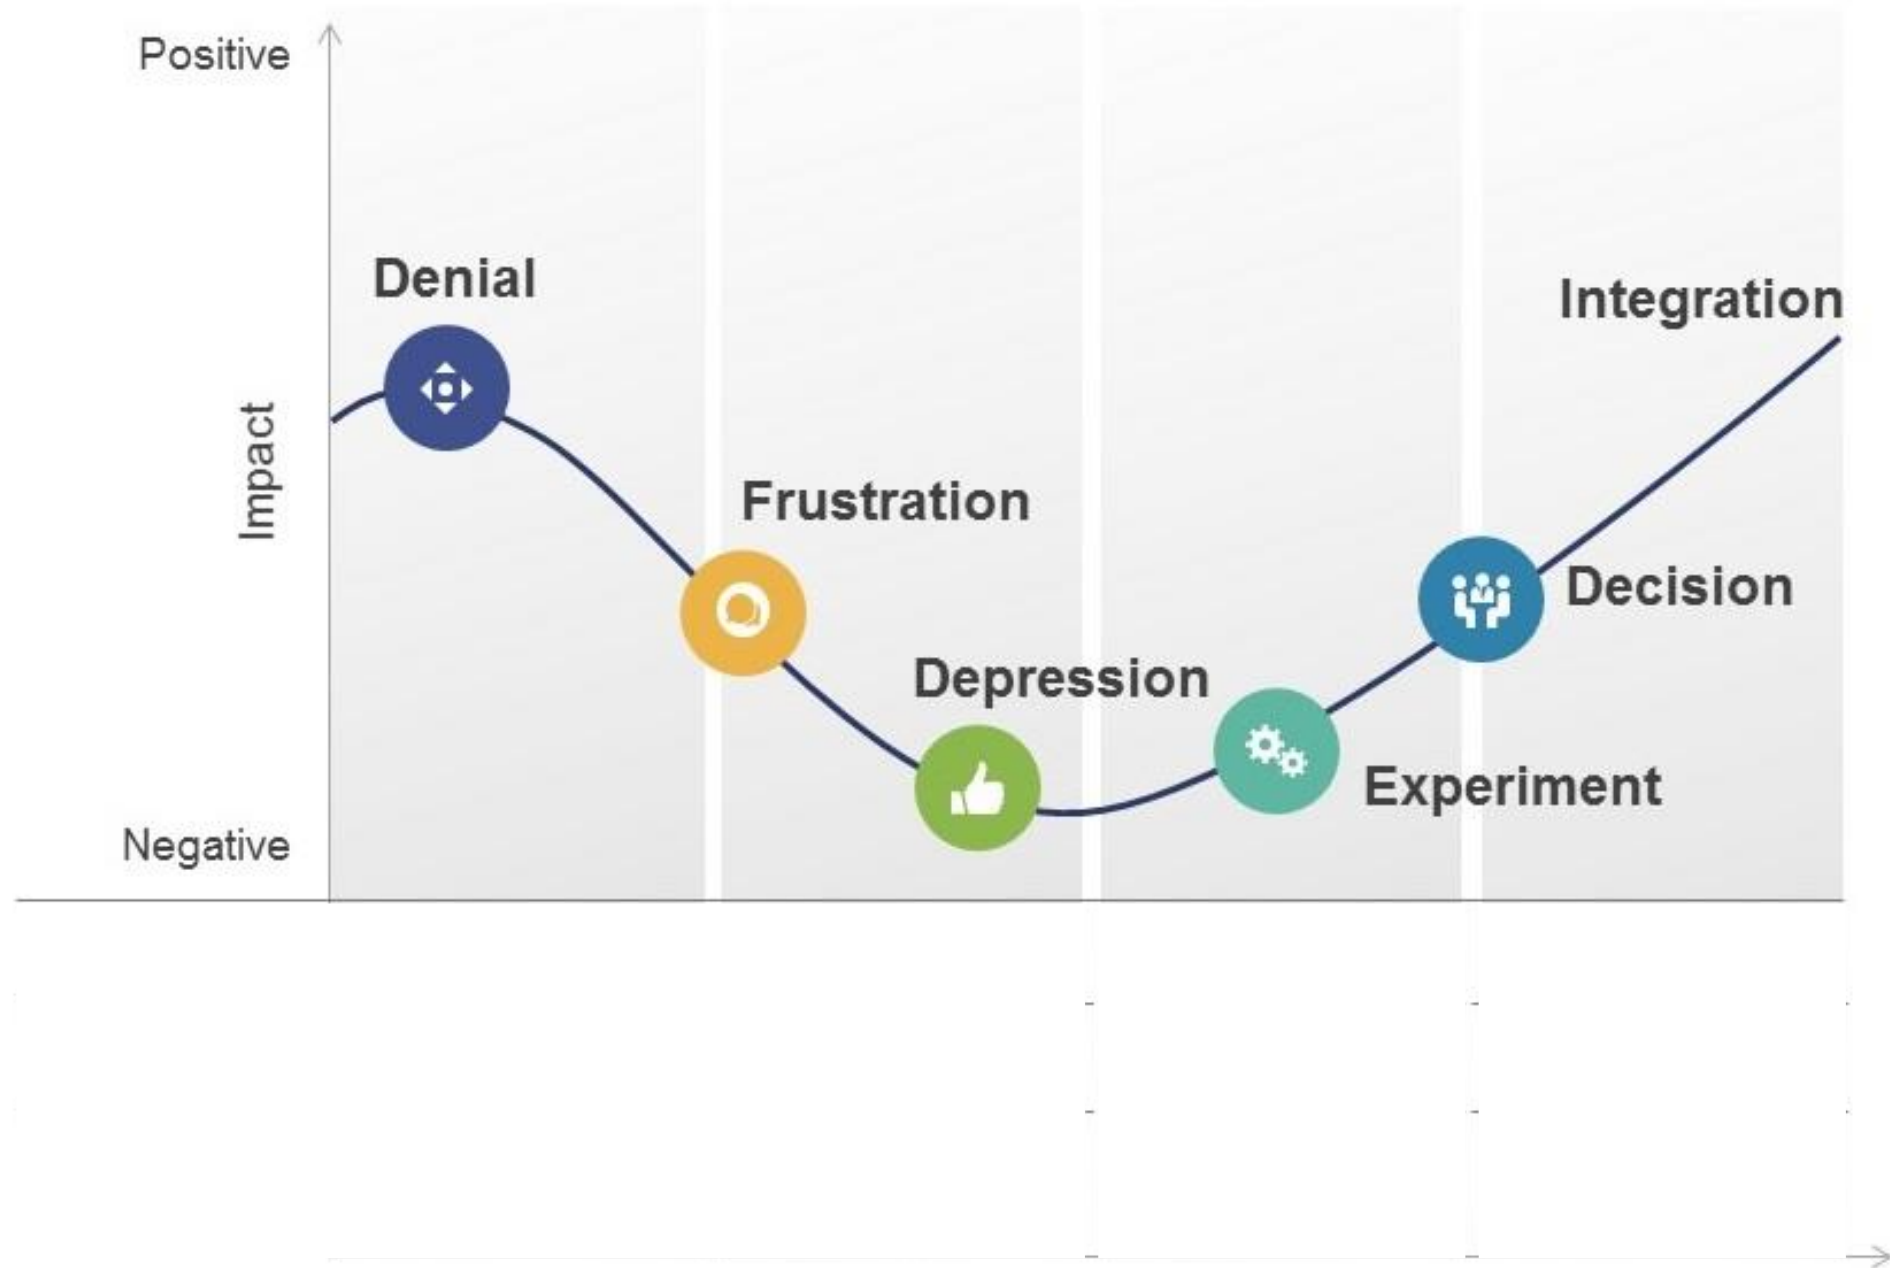 Positive
Denial
Integration
Impact
Frustration
Decision
Depression
Experiment
Negative